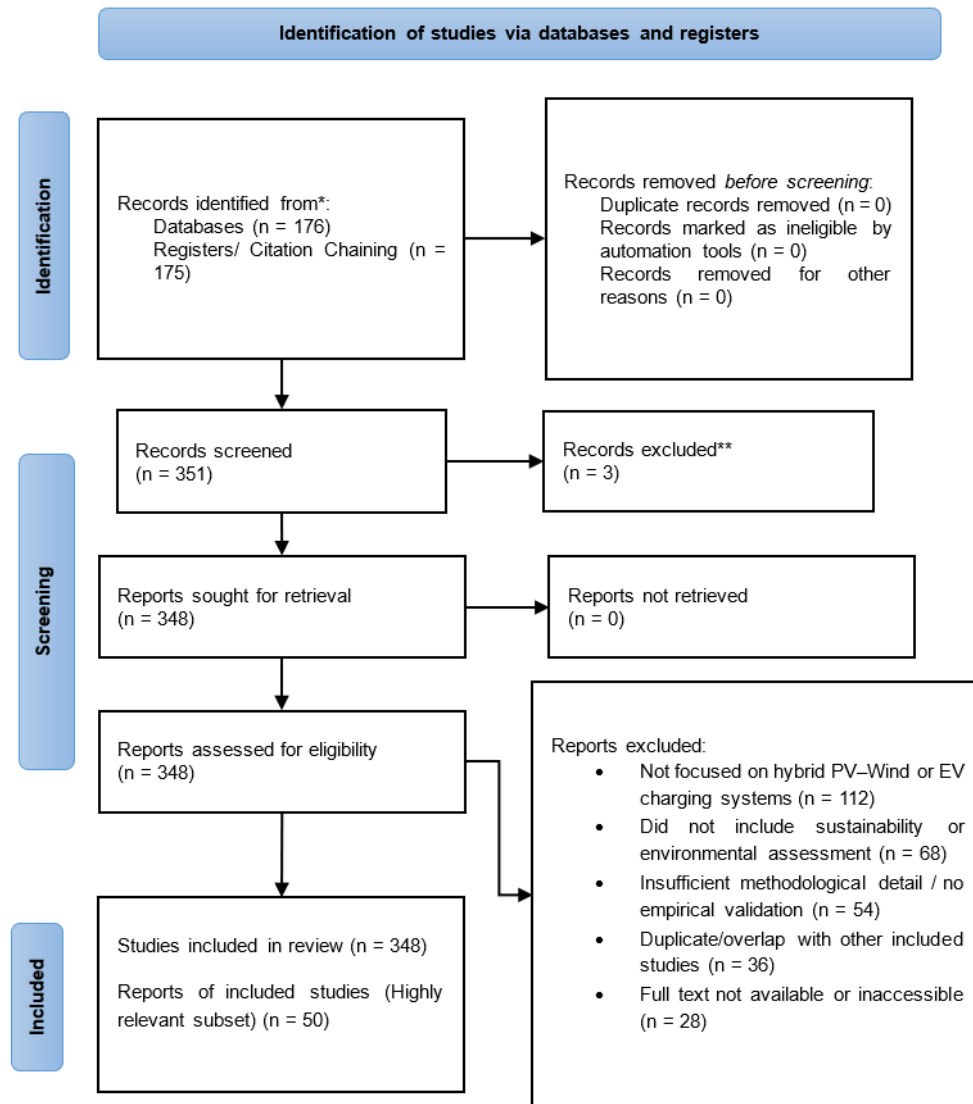 Identification of studies via databases and registers
Identification
Records identified from*:
Databases (n = 176)
Registers/ Citation Chaining (n =
175)
Records removed before screening:
Duplicate records removed (n = 0)
Records marked as ineligible by
automation tools (n = 0)
Records removed for other
reasons (n = 0)
Screening
Records screened
(n = 351)
Records excluded**
(n = 3)
Reports sought for retrieval
(n = 348)
Reports not retrieved
(n = 0)
Reports assessed for eligibility
(n = 348)
Reports excluded:
• Not focused on hybrid PV–Wind or EV
charging systems (n = 112)
• Did not include sustainability or
environmental assessment (n = 68)
• Insufficient methodological detail / no
empirical validation (n = 54)
• Duplicate/overlap with other included
studies (n = 36)
• Full text not available or inaccessible
(n = 28)
Included
Studies included in review (n = 348)
Reports of included studies (Highly
relevant subset) (n = 50)